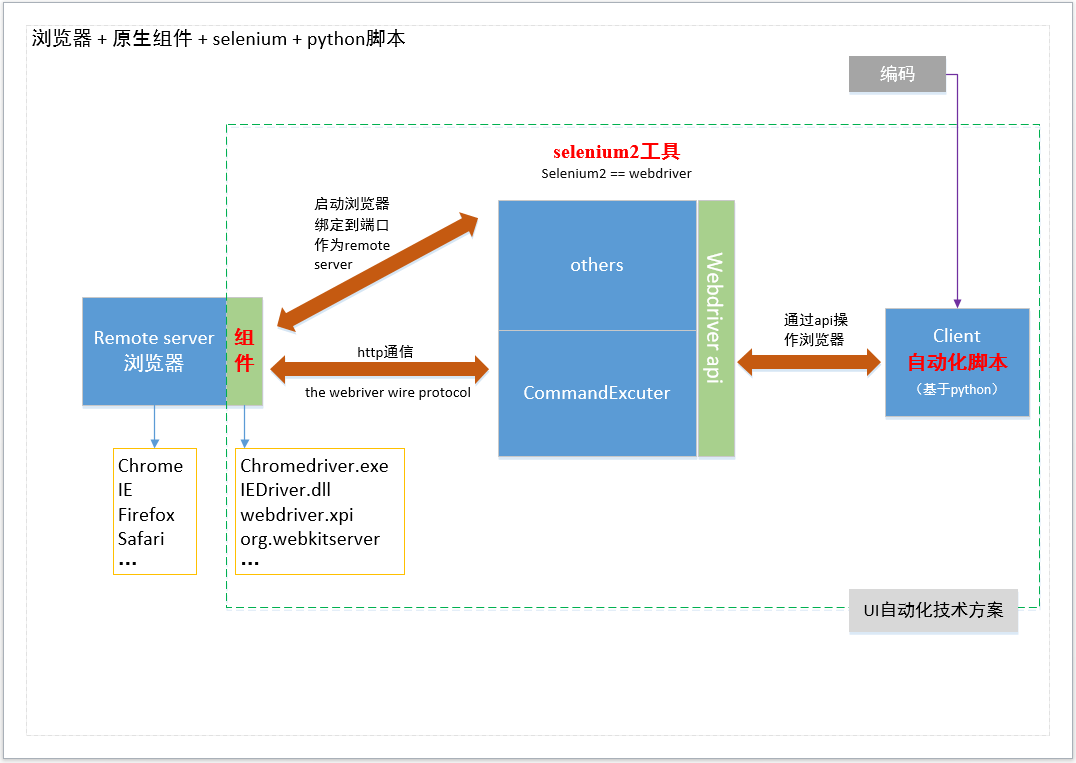 浏览器 + 原生组件 + selenium + python脚本
编码
selenium2工具
Selenium2 == webdriver
启动浏览器
绑定到端口
作为remote
server
others
Webdriver api
CommandExcuter
Remote server
浏览器
组
件
http通信
the webriver wire protocol
通过api操
作浏览器
Client
自动化脚本
（基于python）
Chrome
IE
Firefox
Safari
...
Chromedriver.exe
IEDriver.dll
webdriver.xpi
org.webkitserver
...
UI自动化技术方案